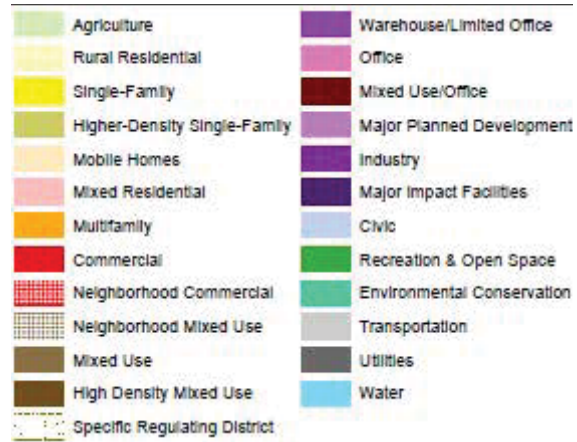 Agriculture
Rural Residential
Single-Family
Higher-Density Single-Family
Mobile Homes
Mixed Residential
Multifamily
Commercial
Neighborhood Commercial
Neighborhood Mixed Use
Mixed Use
High Density Mixed Use
Specific Regulating District
Warehouse/Limited Office
Office
Mixed Use/Office
Major Planned Development
Industry
Major Impact Facilities
Civic
Recreation & Open Space
Environmental Conservation
Transportation
Utilities
Water